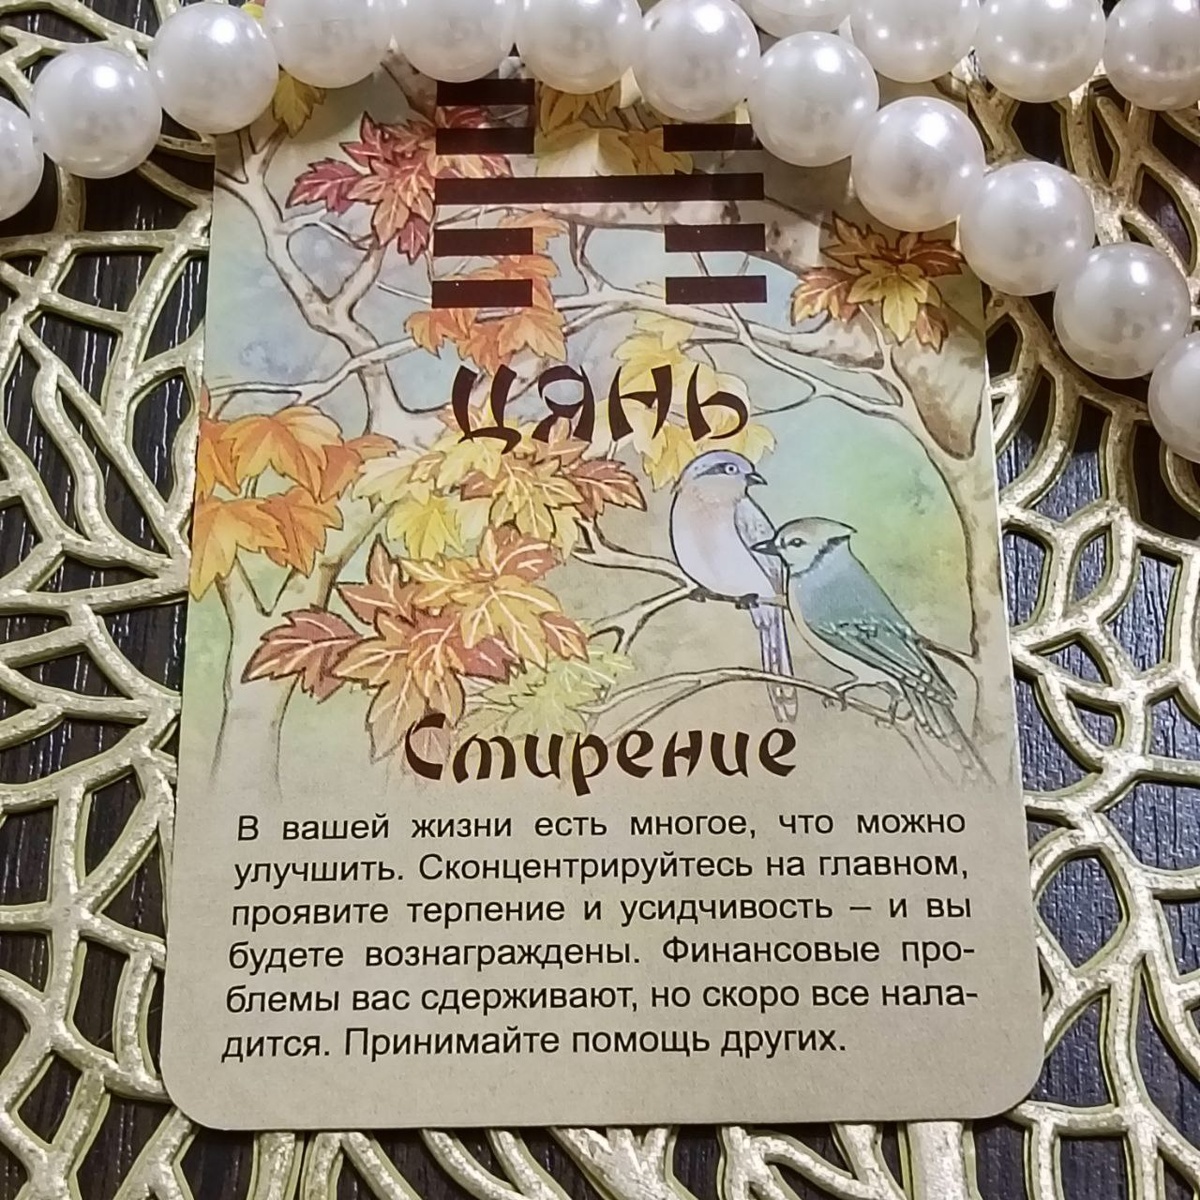 ЦЯНЬ
Смирение
В вашей жизни есть многое, что можно
улучшить. Сконцентрируйтесь на главном,
проявите терпение и усидчивость – и вы
будете вознаграждены. Финансовые про-
блемы вас сдерживают, но скоро все нала-
дится. Принимайте помощь других.